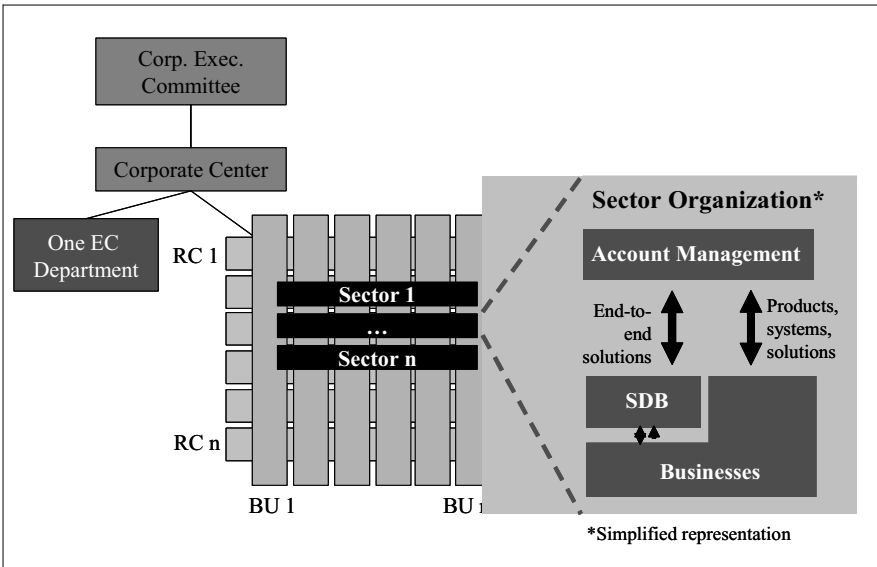 Corp. Exec.
Committee
Corporate Center
One EC
Department
RC 1
RC n
Sector 1
...
Sector n
BU 1
BU
Sector Organization*
Account Management
End-to-
end
solutions
Products,
systems,
solutions
SDB
Businesses
*Simplified representation